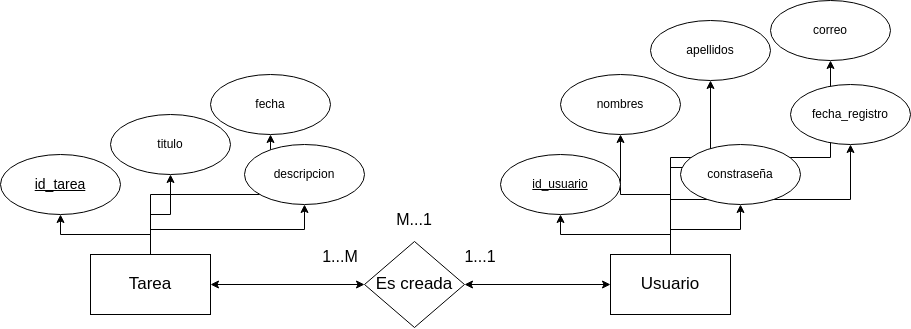 correo
apellidos
fecha
nombres
fecha_registro
titulo
descripcion
constraseña
id_tarea
id_usuario
M...1
1...M
1...1
Tarea
Es creada
Usuario